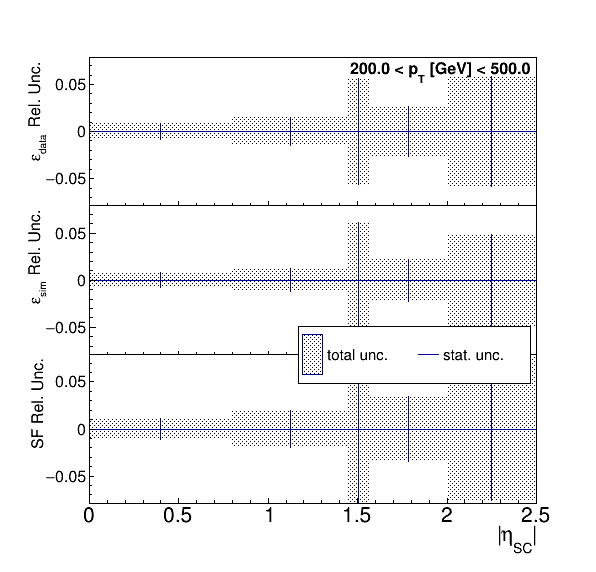 200.0 < p_T [GeV] < 500.0
ε_data Rel. Unc.
0.05
0
−0.05
ε_sim Rel. Unc.
0.05
0
−0.05
total unc.
stat. unc.
SF Rel. Unc.
0.05
0
−0.05
0 0.5 1 1.5 2 2.5
|η_SC|